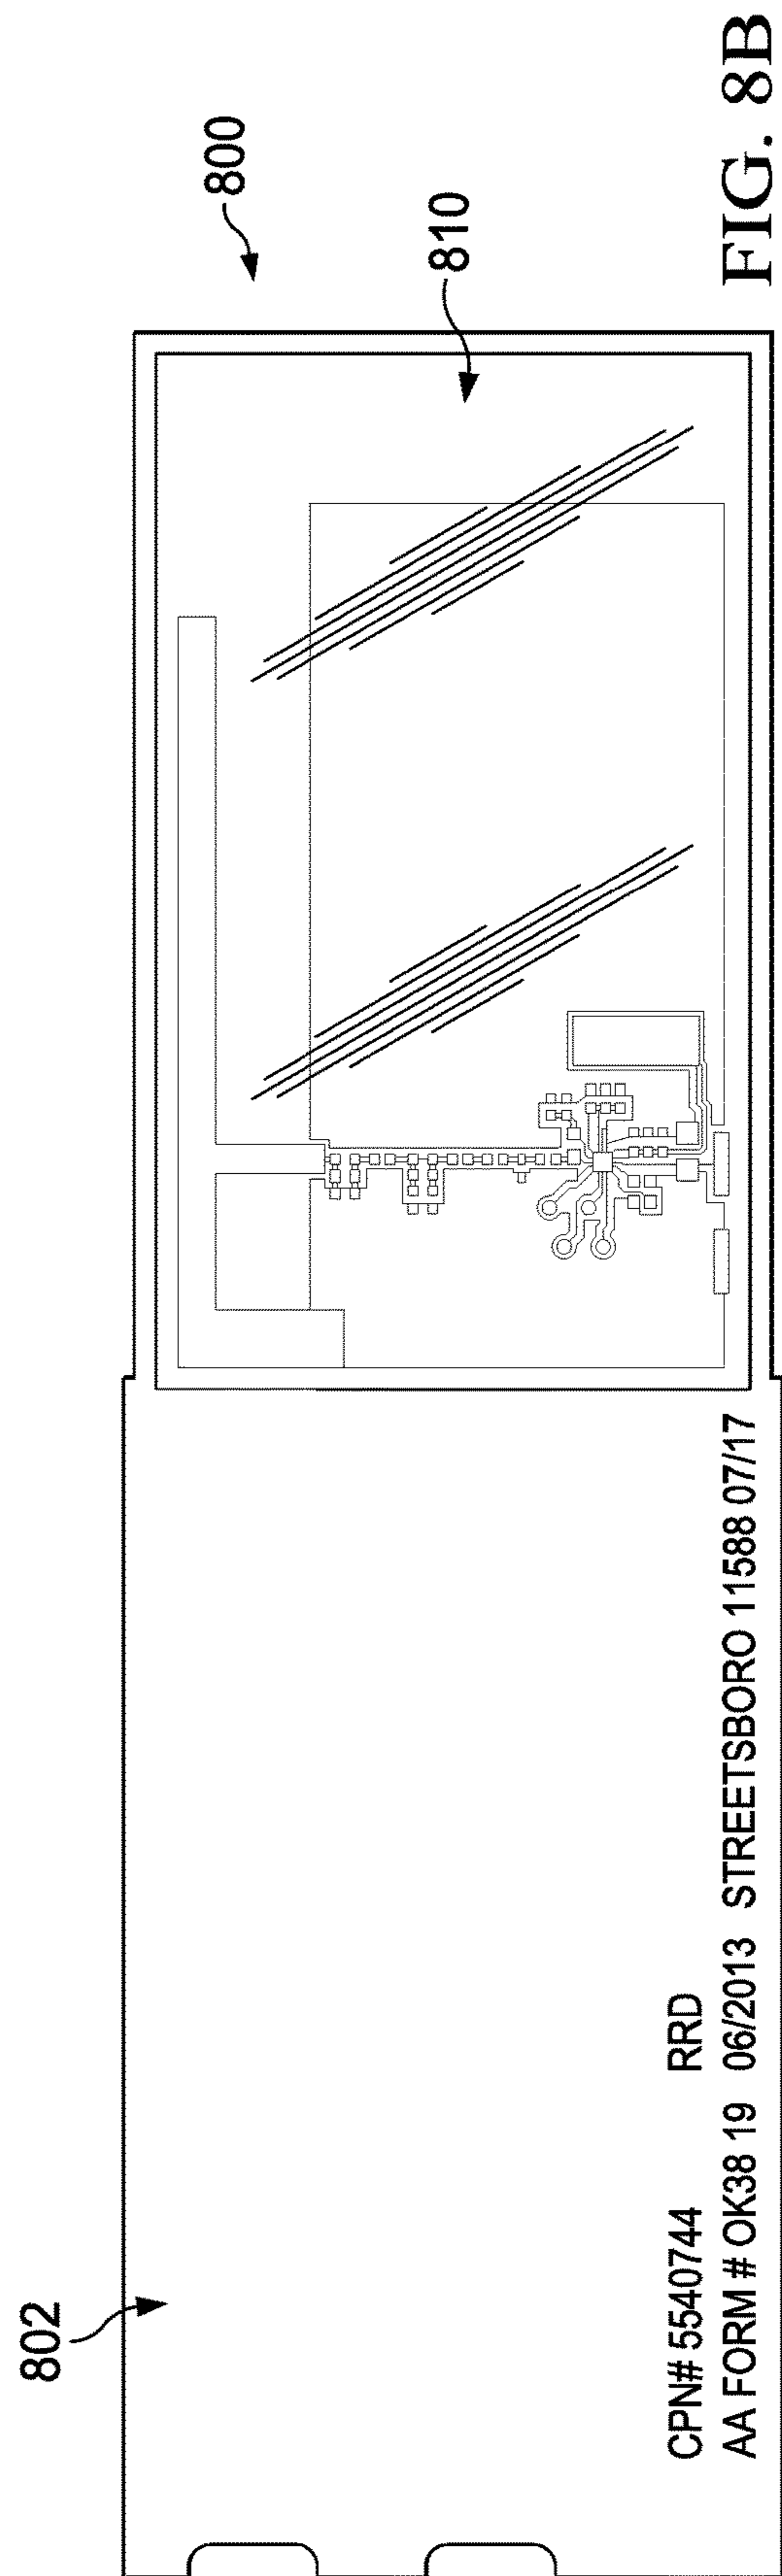 800
810
802
CPN# 5540744 RRD
AA FORM # OK38 19 06/2013 STREETSBORO 11588 07/17
FIG. 8B